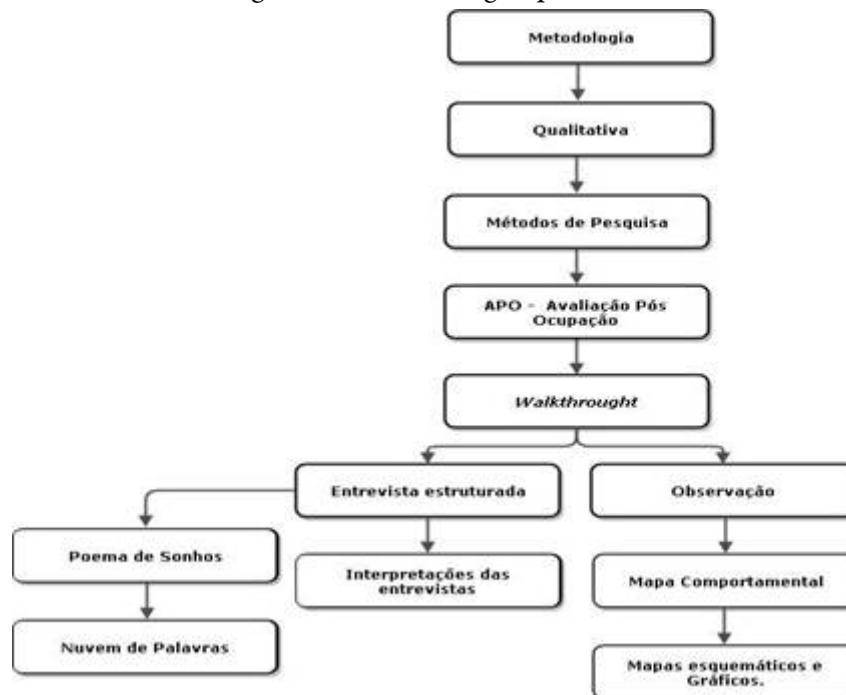 Metodologia
Qualitativa
Métodos de Pesquisa
APO - Avaliação Pós
Ocupação
Walkthrought
Entrevista estruturada
Observação
Poema de Sonhos
Interpretações das
entrevistas
Mapa Comportamental
Nuvem de Palavras
Mapas esquemáticos e
Gráficos.